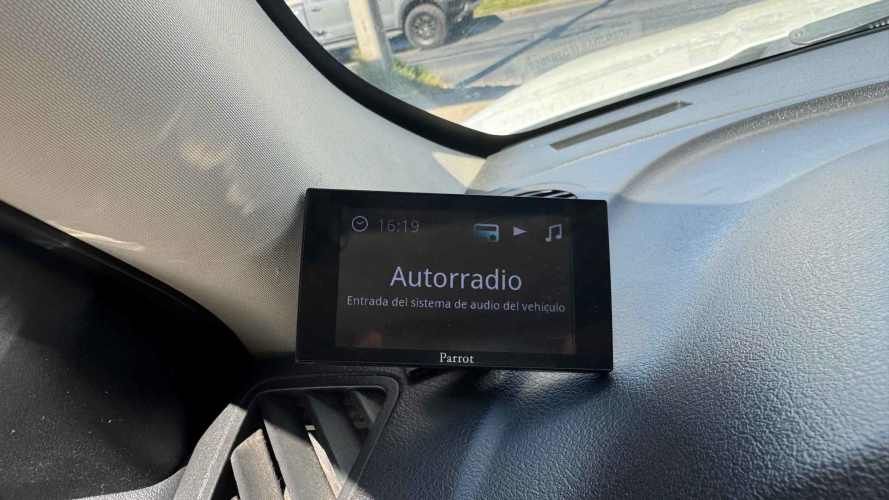 16:19
Autorradio
Entrada del sistema de audio del vehículo
Parrot